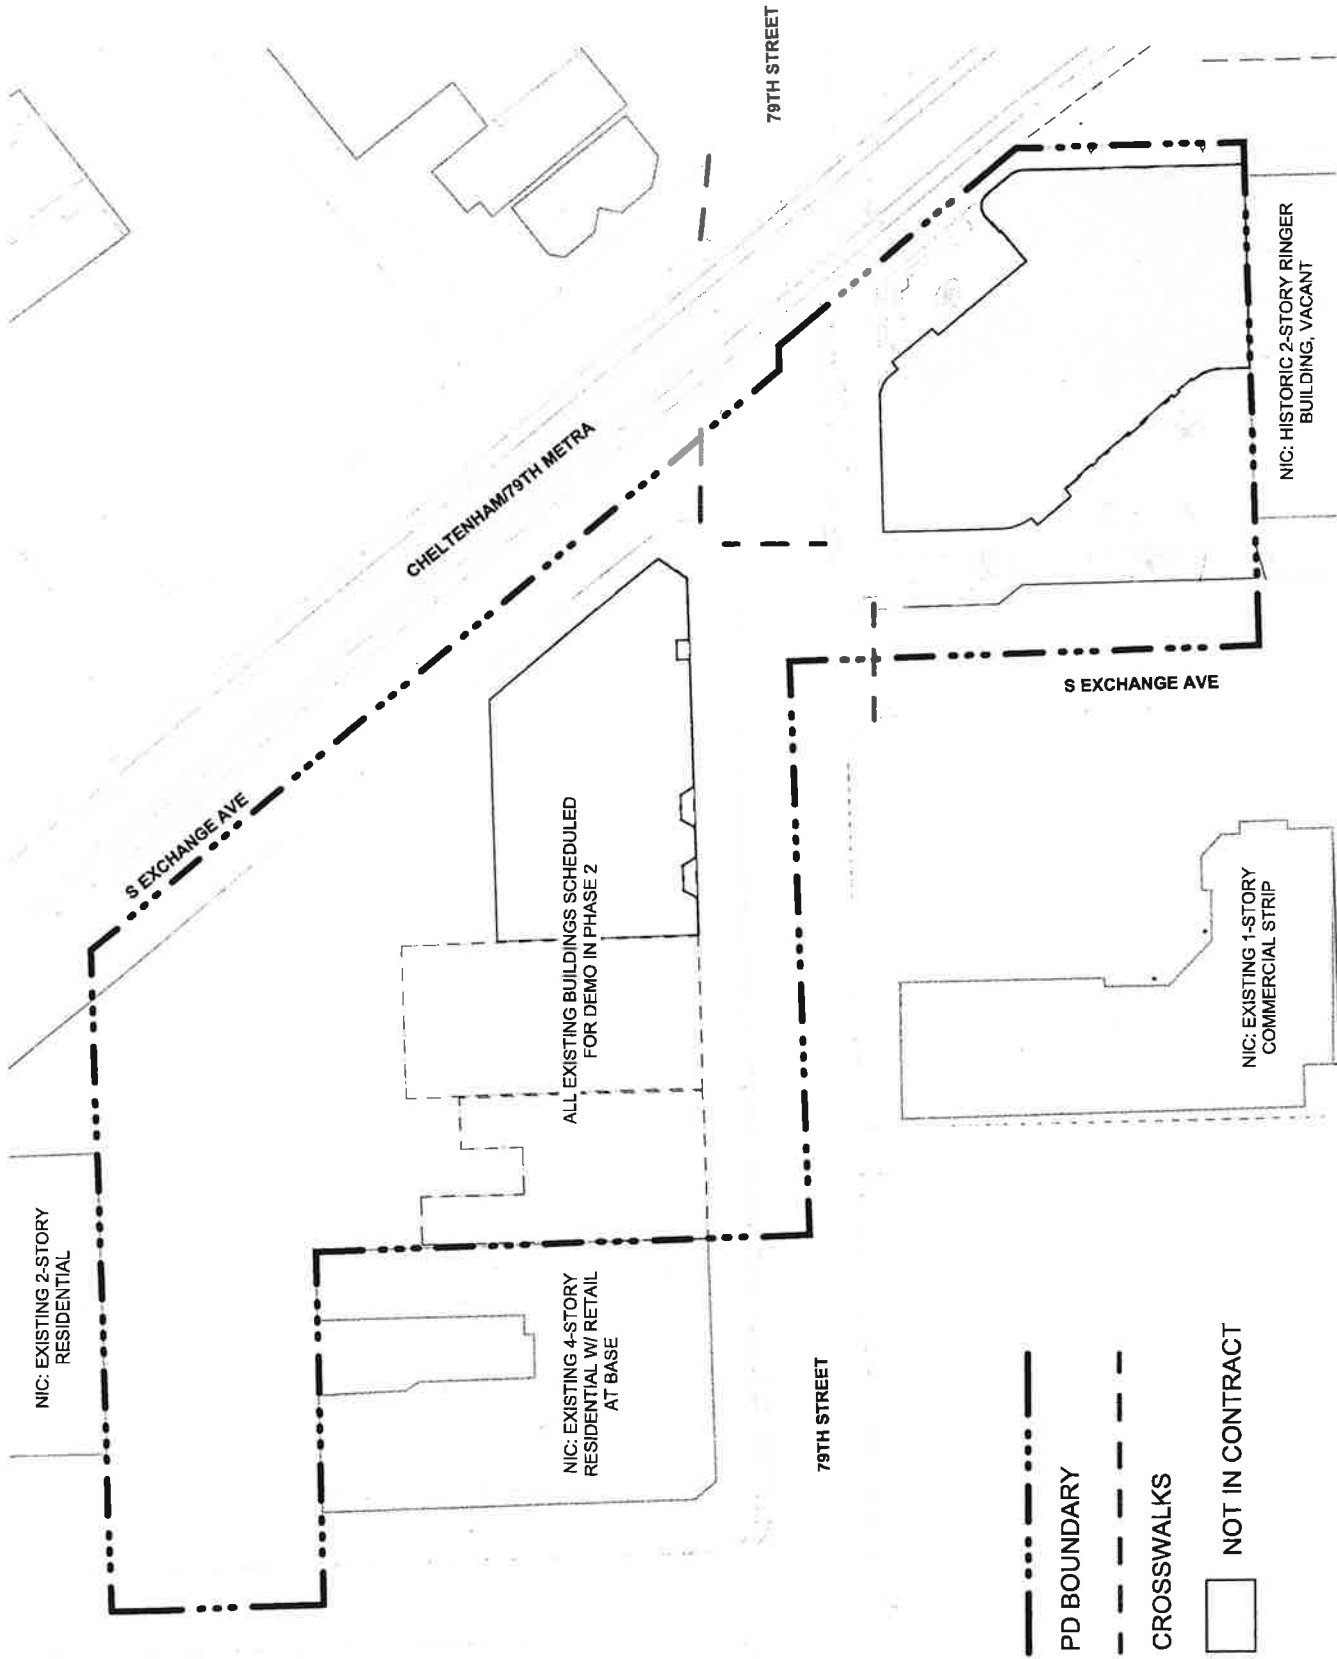 79TH STREET
CHELTENHAM/79TH METRA
S EXCHANGE AVE
NIC: EXISTING 2-STORY
RESIDENTIAL
ALL EXISTING BUILDINGS SCHEDULED
FOR DEMO IN PHASE 2
NIC: EXISTING 4-STORY
RESIDENTIAL W/ RETAIL
AT BASE
79TH STREET
S EXCHANGE AVE
NIC: HISTORIC 2-STORY RINGER
BUILDING, VACANT
NIC: EXISTING 1-STORY
COMMERCIAL STRIP
PD BOUNDARY
CROSSWALKS
NOT IN CONTRACT